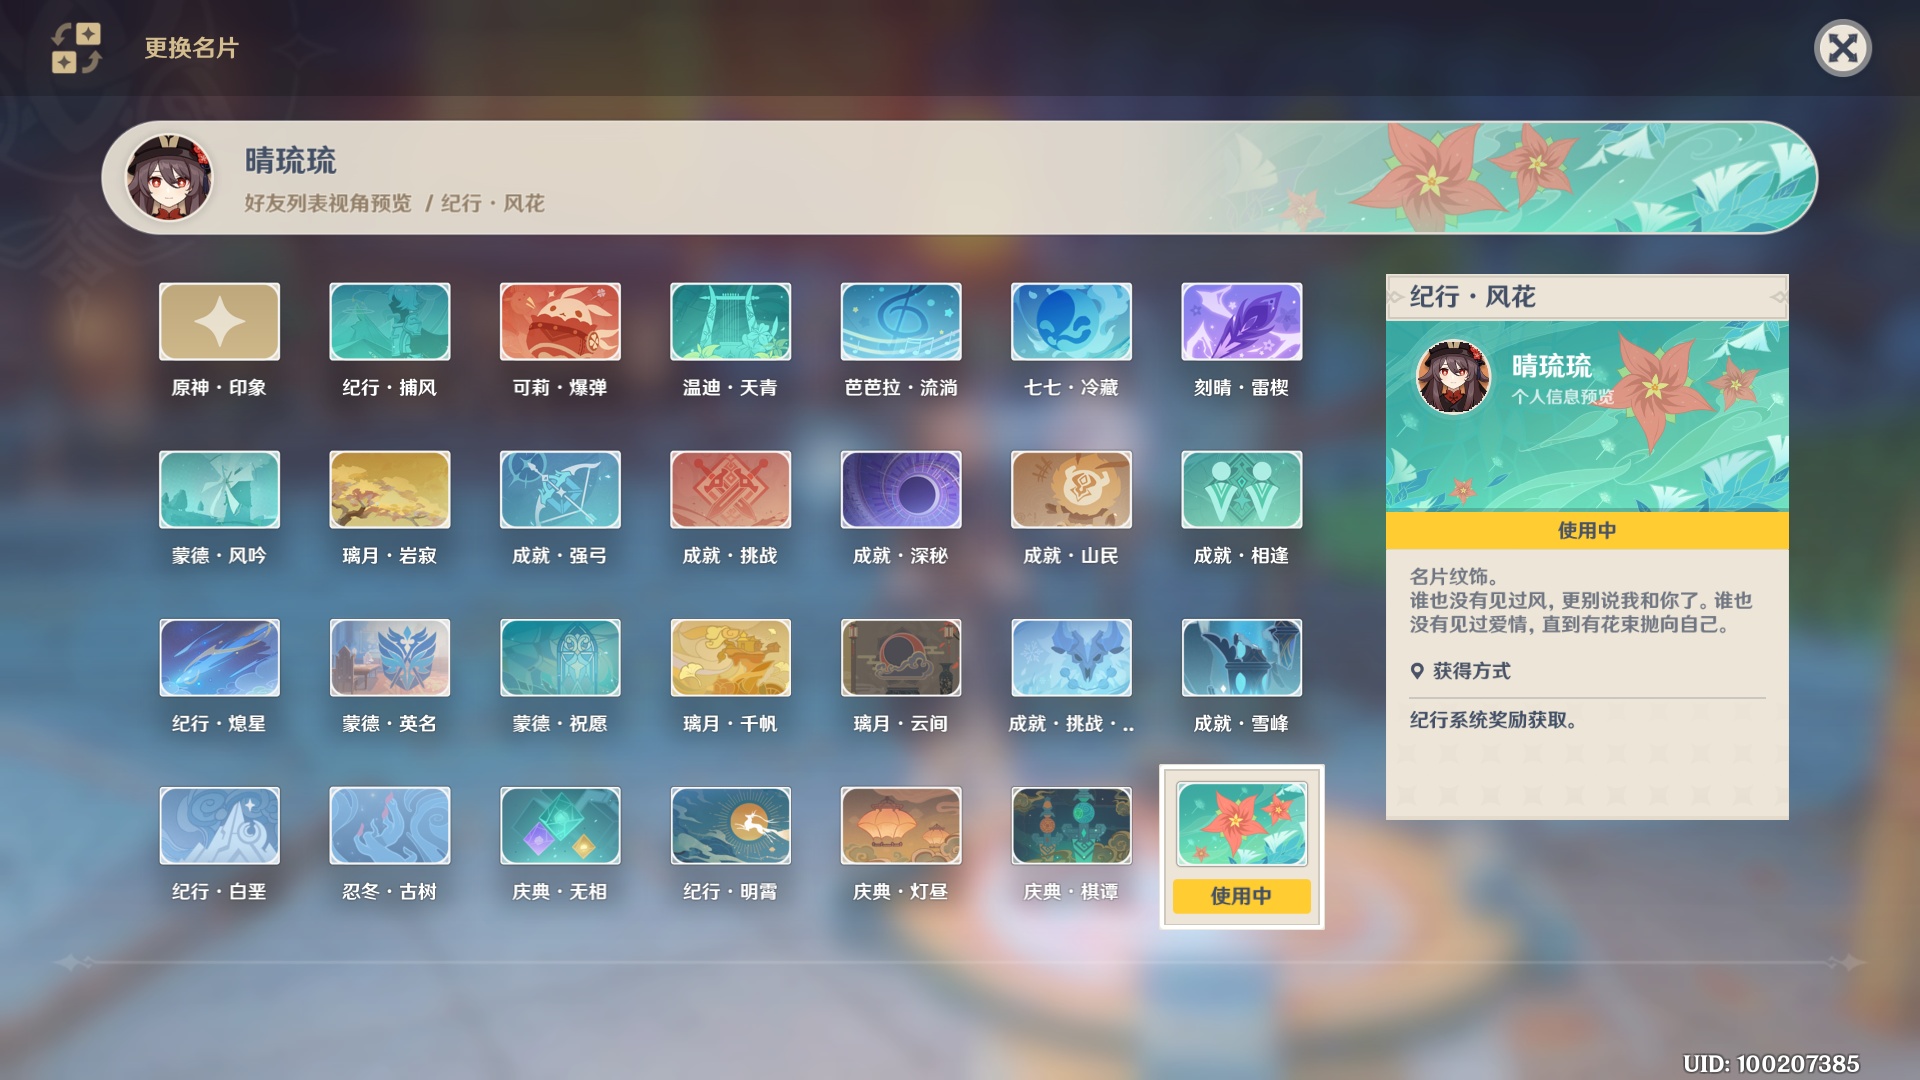 更换名片
晴琉琉
好友列表视角预览 / 纪行·风花
原神·印象
纪行·捕风
可莉·爆弹
温迪·天青
芭芭拉·流淌
七七·冷藏
刻晴·雷楔
蒙德·风吟
璃月·岩寂
成就·强弓
成就·挑战
成就·深秘
成就·山民
成就·相逢
纪行·熄星
蒙德·英名
蒙德·祝愿
璃月·千帆
璃月·云间
成就·挑战·..
成就·雪峰
纪行·白垩
忍冬·古树
庆典·无相
纪行·明霄
庆典·灯昼
庆典·棋谭
使用中
纪行·风花
晴琉琉
个人信息预览
使用中
名片纹饰。
谁也没有见过风,更别说我和你了。谁也
没有见过爱情,直到有花束抛向自己。
获得方式
纪行系统奖励获取。
UID: 100207385